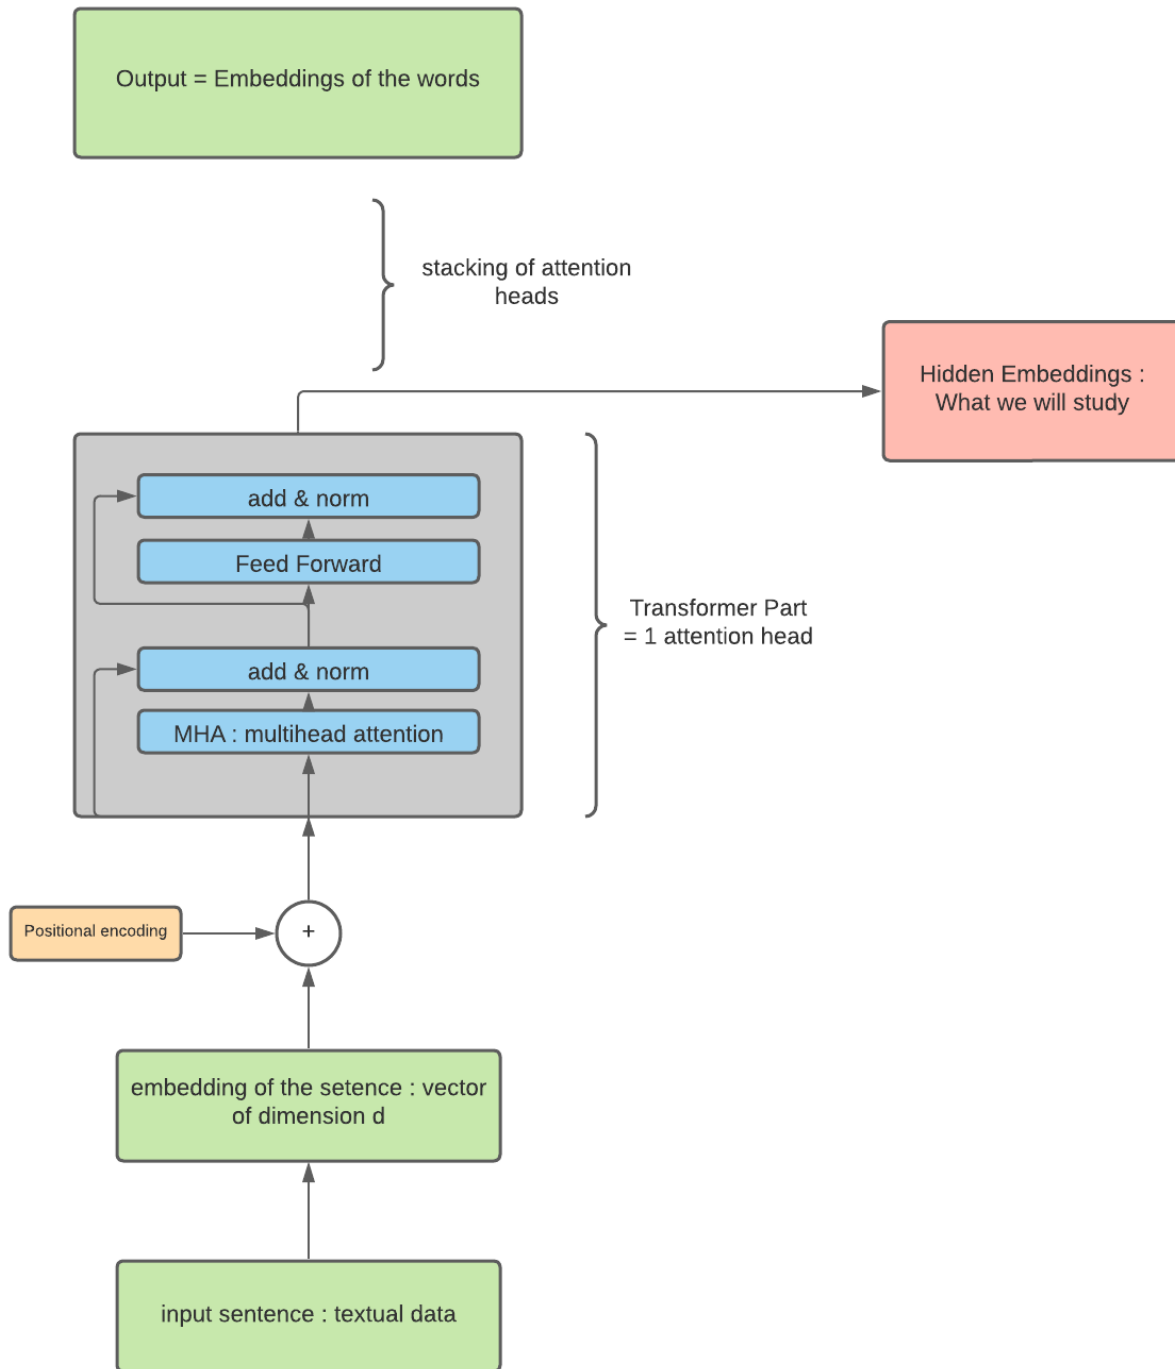 Output = Embeddings of the words
stacking of attention
heads
Hidden Embeddings :
What we will study
add & norm
Feed Forward
Transformer Part
= 1 attention head
add & norm
MHA : multihead attention
Positional encoding
+
embedding of the setence : vector
of dimension d
input sentence : textual data